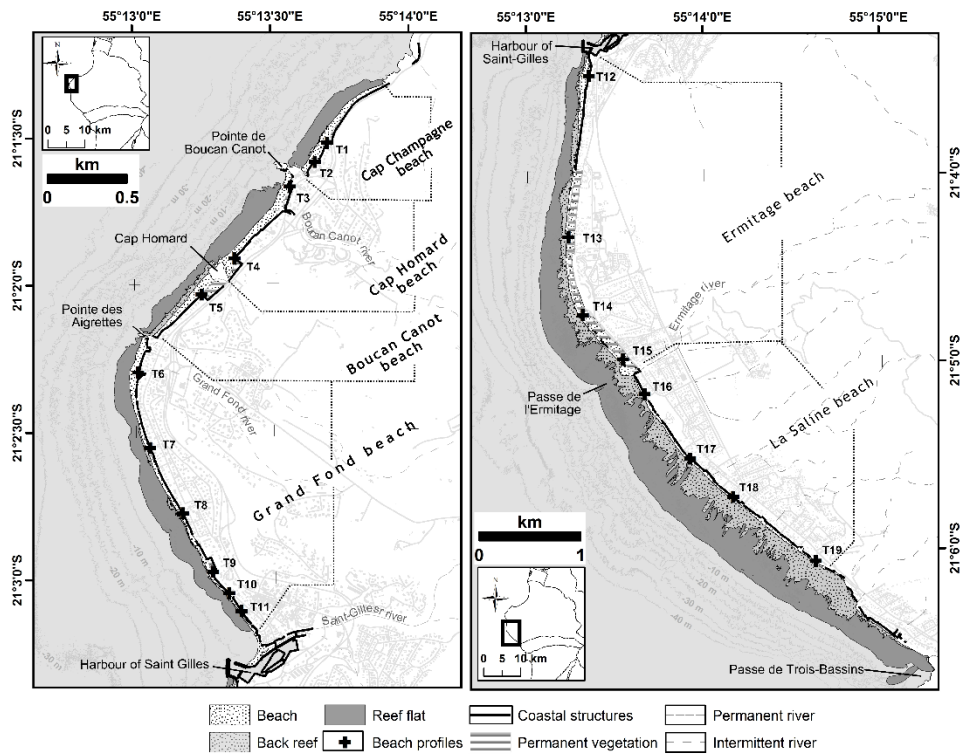 55°13'0"E
55°13'30"E
55°14'0"E
N
0 5 10 km
km
0
0.5
21°1'30"S
21°2'0"S
21°2'30"S
21°3'0"S
Pointe de
Boucan Canot
T1
T2
T3
Cap Champagne
beach
Boucan Canot
river
Cap Homard
T4
T5
Cap Homard
beach
Pointe des
Aigrettes
Boucan Canot
beach
T6
Grand Fond
river
T7
Grand Fond beach
T8
T9
T10
T11
-10 m
-20 m
-30 m
Saint-Gillesr river
Harbour of Saint Gilles
55°13'0"E
55°14'0"E
55°15'0"E
Harbour of
Saint-Gilles
T12
21°4'0"S
21°5'0"S
21°6'0"S
Ermitage beach
T13
T14
Ermitage river
T15
T16
Passe de
l'Ermitage
La Saline beach
T17
T18
T19
km
0
1
N
0 5 10 km
-10 m
-20 m
-30 m
Passe de Trois-Bassins
Beach
Reef flat
Coastal structures
Permanent river
Back reef
Beach profiles
Permanent vegetation
Intermittent river